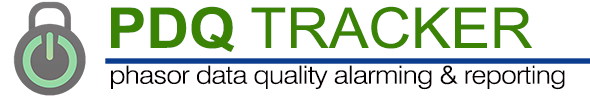 PDQ TRACKER
phasor data quality alarming & reporting